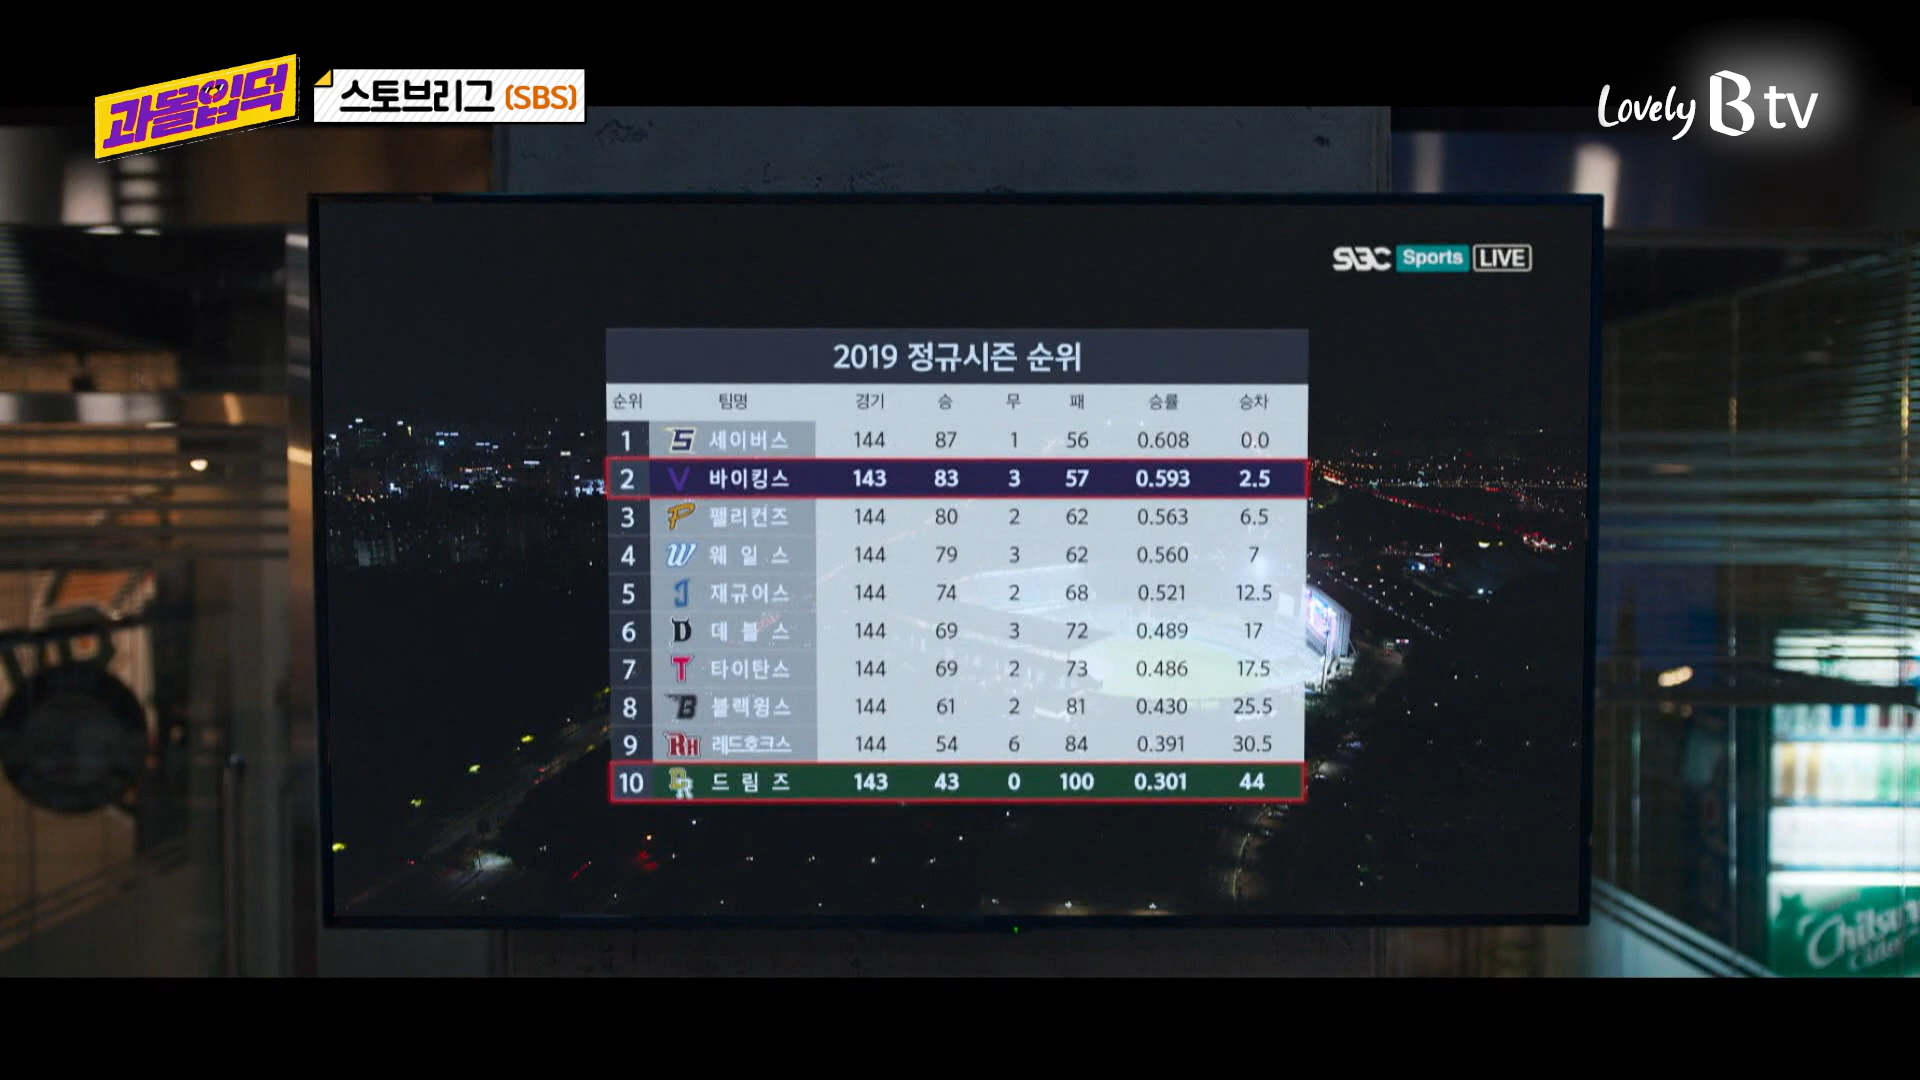 과몰입덕
스토브리그 (SBS)
Lovely B tv
SBC Sports LIVE
2019 정규시즌 순위
순위 팀명 경기 승 무 패 승률 승차
1 S 세이버스 144 87 1 56 0.608 0.0
2 V 바이킹스 143 83 3 57 0.593 2.5
3 P 펠리컨즈 144 80 2 62 0.563 6.5
4 W 웨일스 144 79 3 62 0.560 7
5 J 재규어스 144 74 2 68 0.521 12.5
6 D 데블스 144 69 3 72 0.489 17
7 T 타이탄스 144 69 2 73 0.486 17.5
8 B 블랙윙스 144 61 2 81 0.430 25.5
9 RH 레드호크스 144 54 6 84 0.391 30.5
10 DR 드림즈 143 43 0 100 0.301 44
Chilsung
Cider